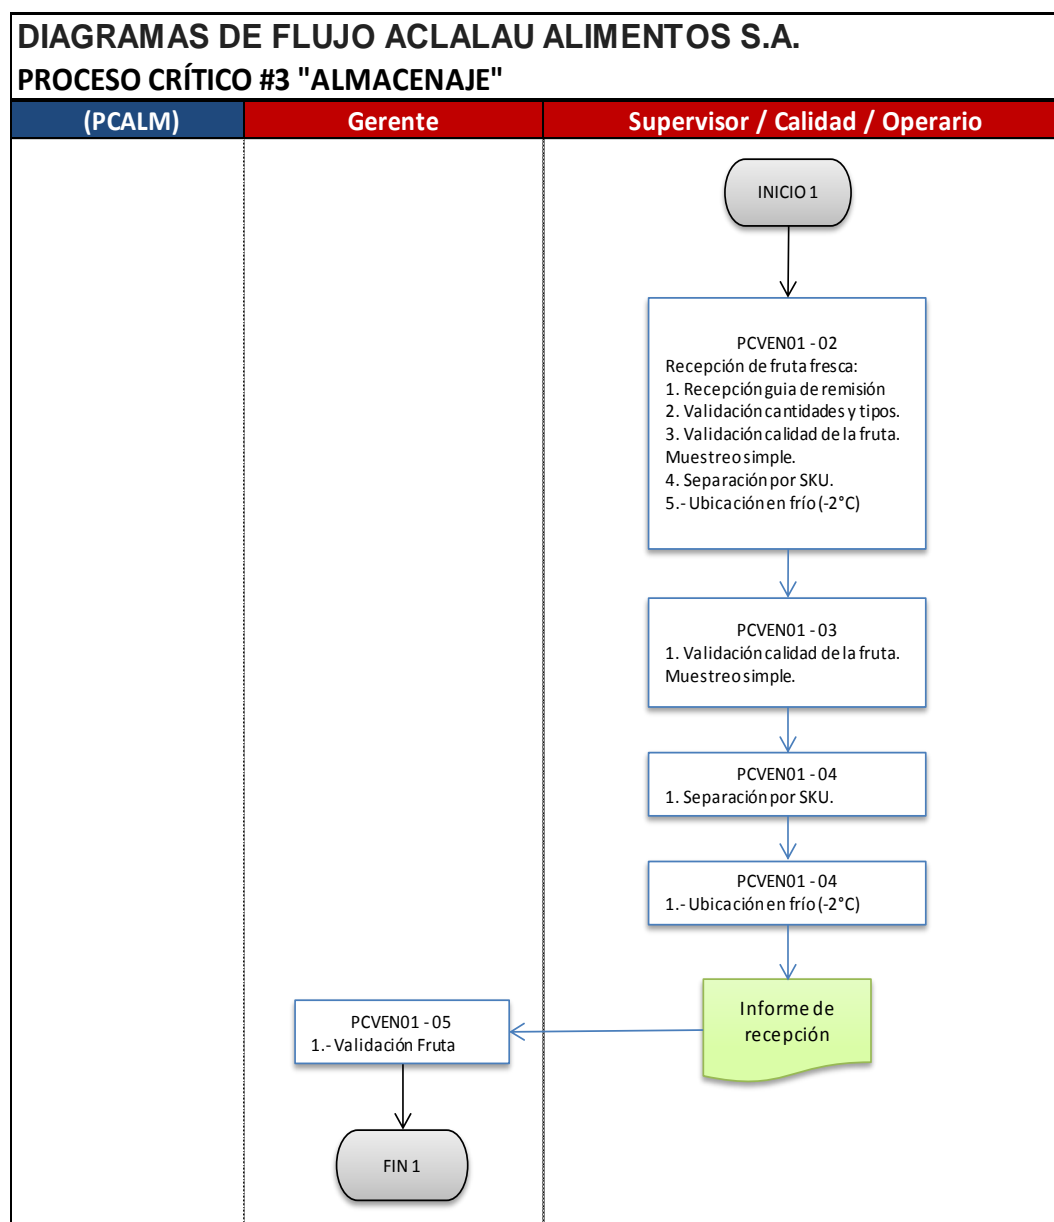 DIAGRAMAS DE FLUJO ACLALAU ALIMENTOS S.A.
PROCESO CRÍTICO #3 "ALMACENAJE"
(PCALM)
Gerente
Supervisor / Calidad / Operario
INICIO 1
PCVEN01 - 02
Recepción de fruta fresca:
1. Recepción guia de remisión
2. Validación cantidades y tipos.
3. Validación calidad de la fruta.
Muestreo simple.
4. Separación por SKU.
5.- Ubicación en frío (-2°C)
PCVEN01 - 03
1. Validación calidad de la fruta.
Muestreo simple.
PCVEN01 - 04
1. Separación por SKU.
PCVEN01 - 04
1.- Ubicación en frío (-2°C)
Informe de
recepción
PCVEN01 - 05
1.- Validación Fruta
FIN 1